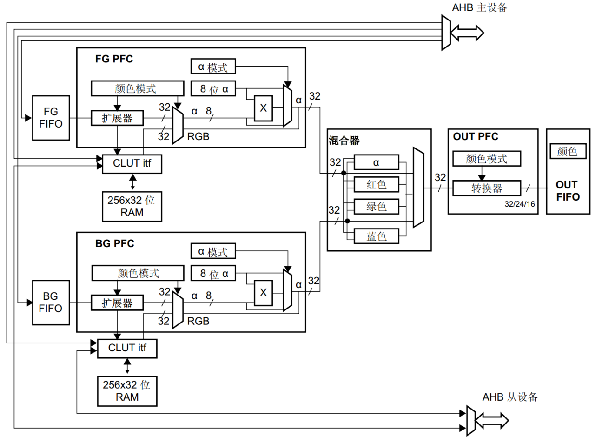 AHB 主设备
FG PFC
α 模式
颜色模式
8 位 α
32
FG
FIFO
扩展器
32
α
8
X
α
32
RGB
CLUT itf
256x32 位
RAM
混合器
32
α
红色
绿色
32
蓝色
32
OUT PFC
颜色模式
转换器
32/24/16
颜色
OUT
FIFO
BG PFC
α 模式
颜色模式
8 位 α
32
BG
FIFO
扩展器
32
α
8
X
α
32
RGB
CLUT itf
256x32 位
RAM
AHB 从设备